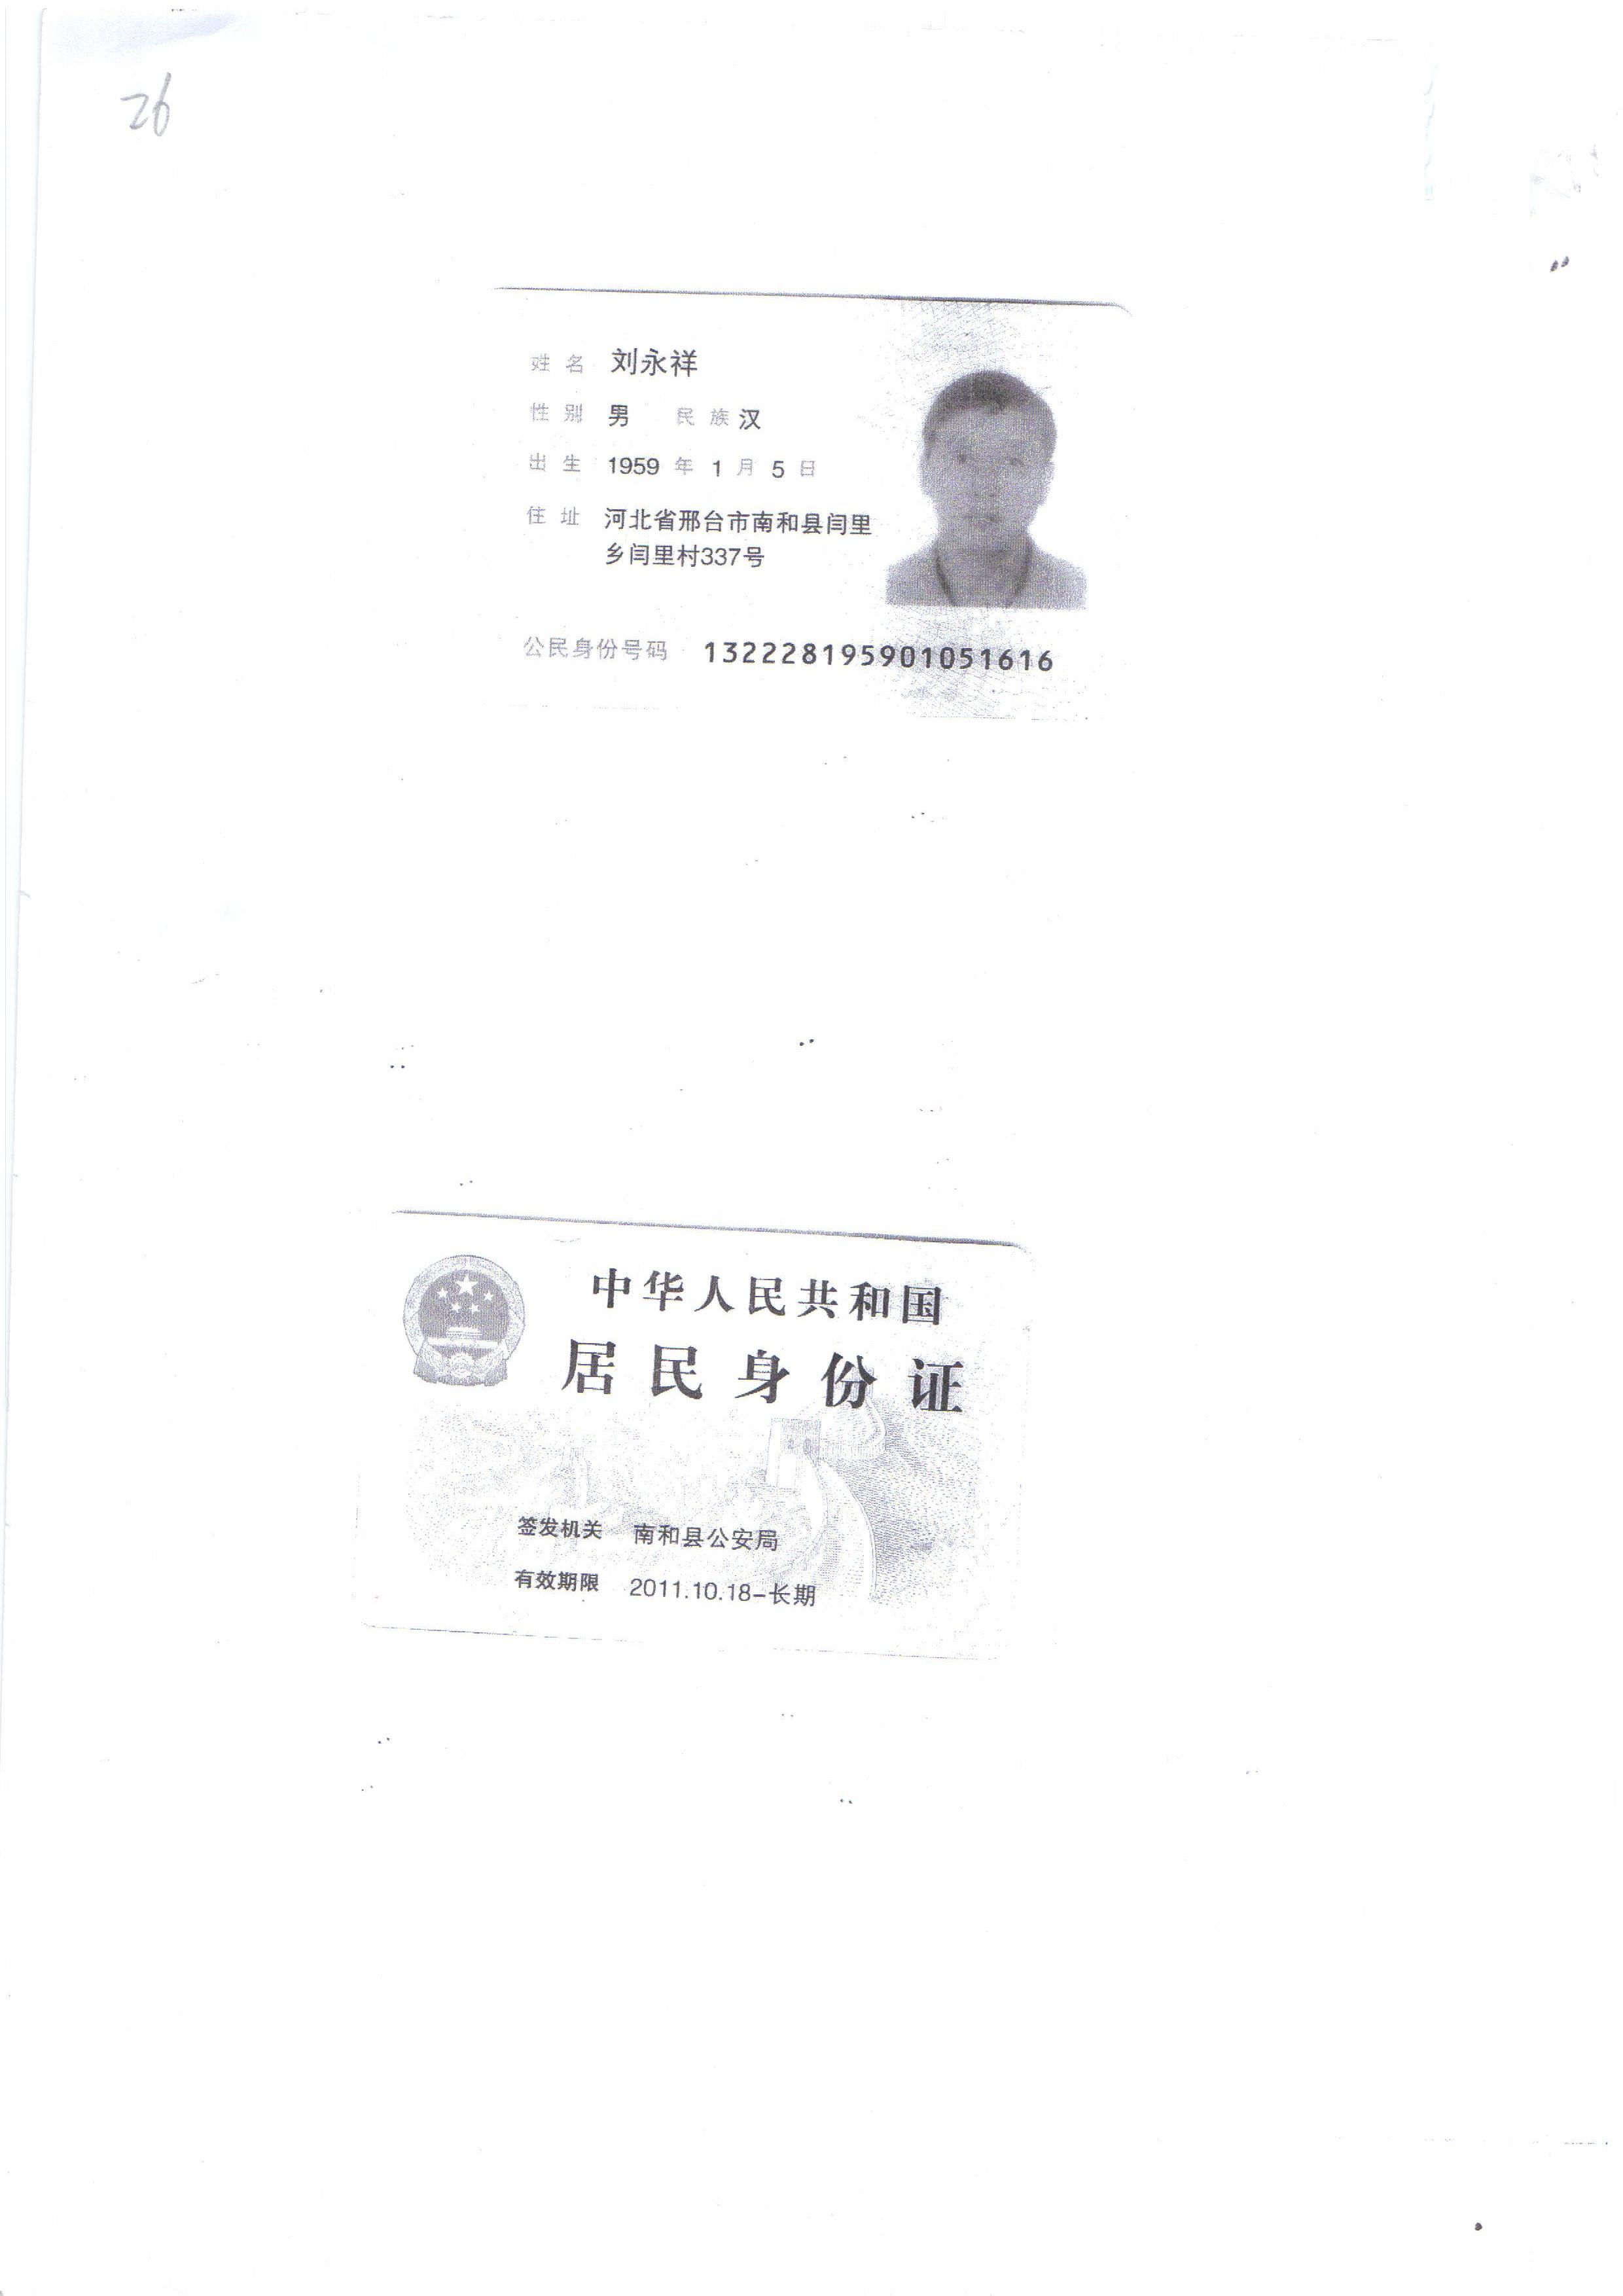 26
姓名 刘永祥
性别 男 民族 汉
出生 1959 年 1 月 5 日
住址 河北省邢台市南和县闫里
乡闫里村337号
公民身份号码 132228195901051616
中华人民共和国
居民身份证
签发机关 南和县公安局
有效期限 2011.10.18-长期